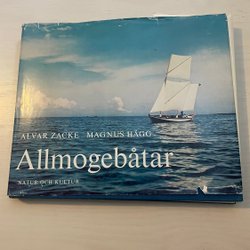 ALVAR ZACKE MAGNUS HÄGG
Allmogebåtar
NATUR OCH KULTUR